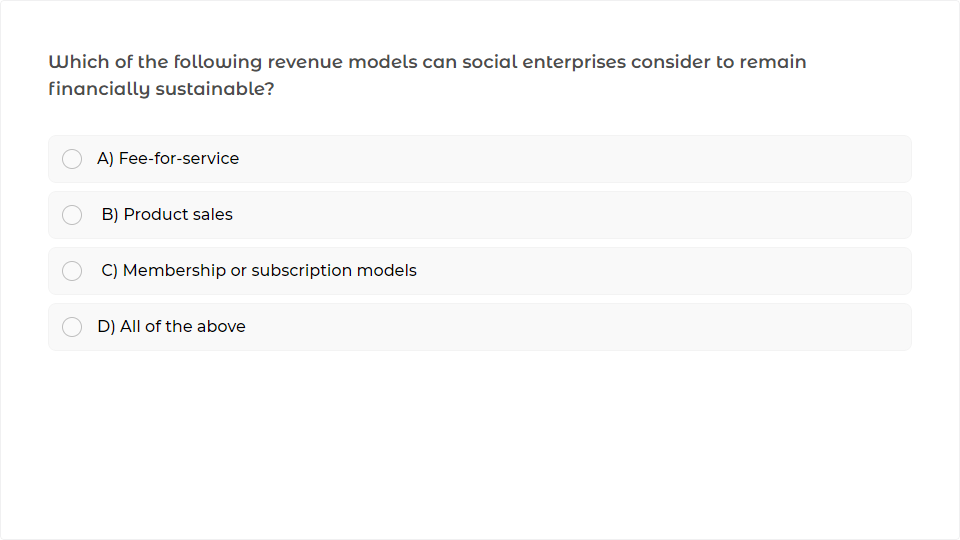 Which of the following revenue models can social enterprises consider to remain
financially sustainable?
A) Fee-for-service
B) Product sales
C) Membership or subscription models
D) All of the above